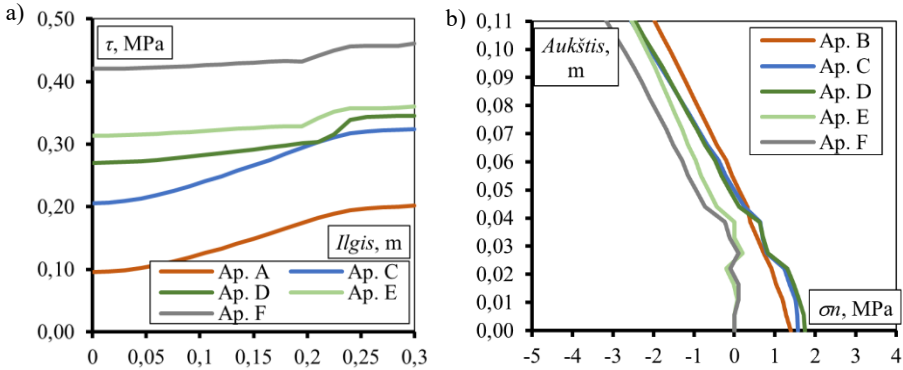 a)
τ, MPa
0,50
0,40
0,30
0,20
0,10
0,00
Ilgis, m
Ap. A
Ap. C
Ap. D
Ap. E
Ap. F
0 0,05 0,1 0,15 0,2 0,25 0,3
b)
Aukštis, m
0,11
0,09
0,08
0,07
0,06
0,05
0,04
0,03
0,02
0,01
0,00
Ap. B
Ap. C
Ap. D
Ap. E
Ap. F
σn, MPa
-5 -4 -3 -2 -1 0 1 2 3 4